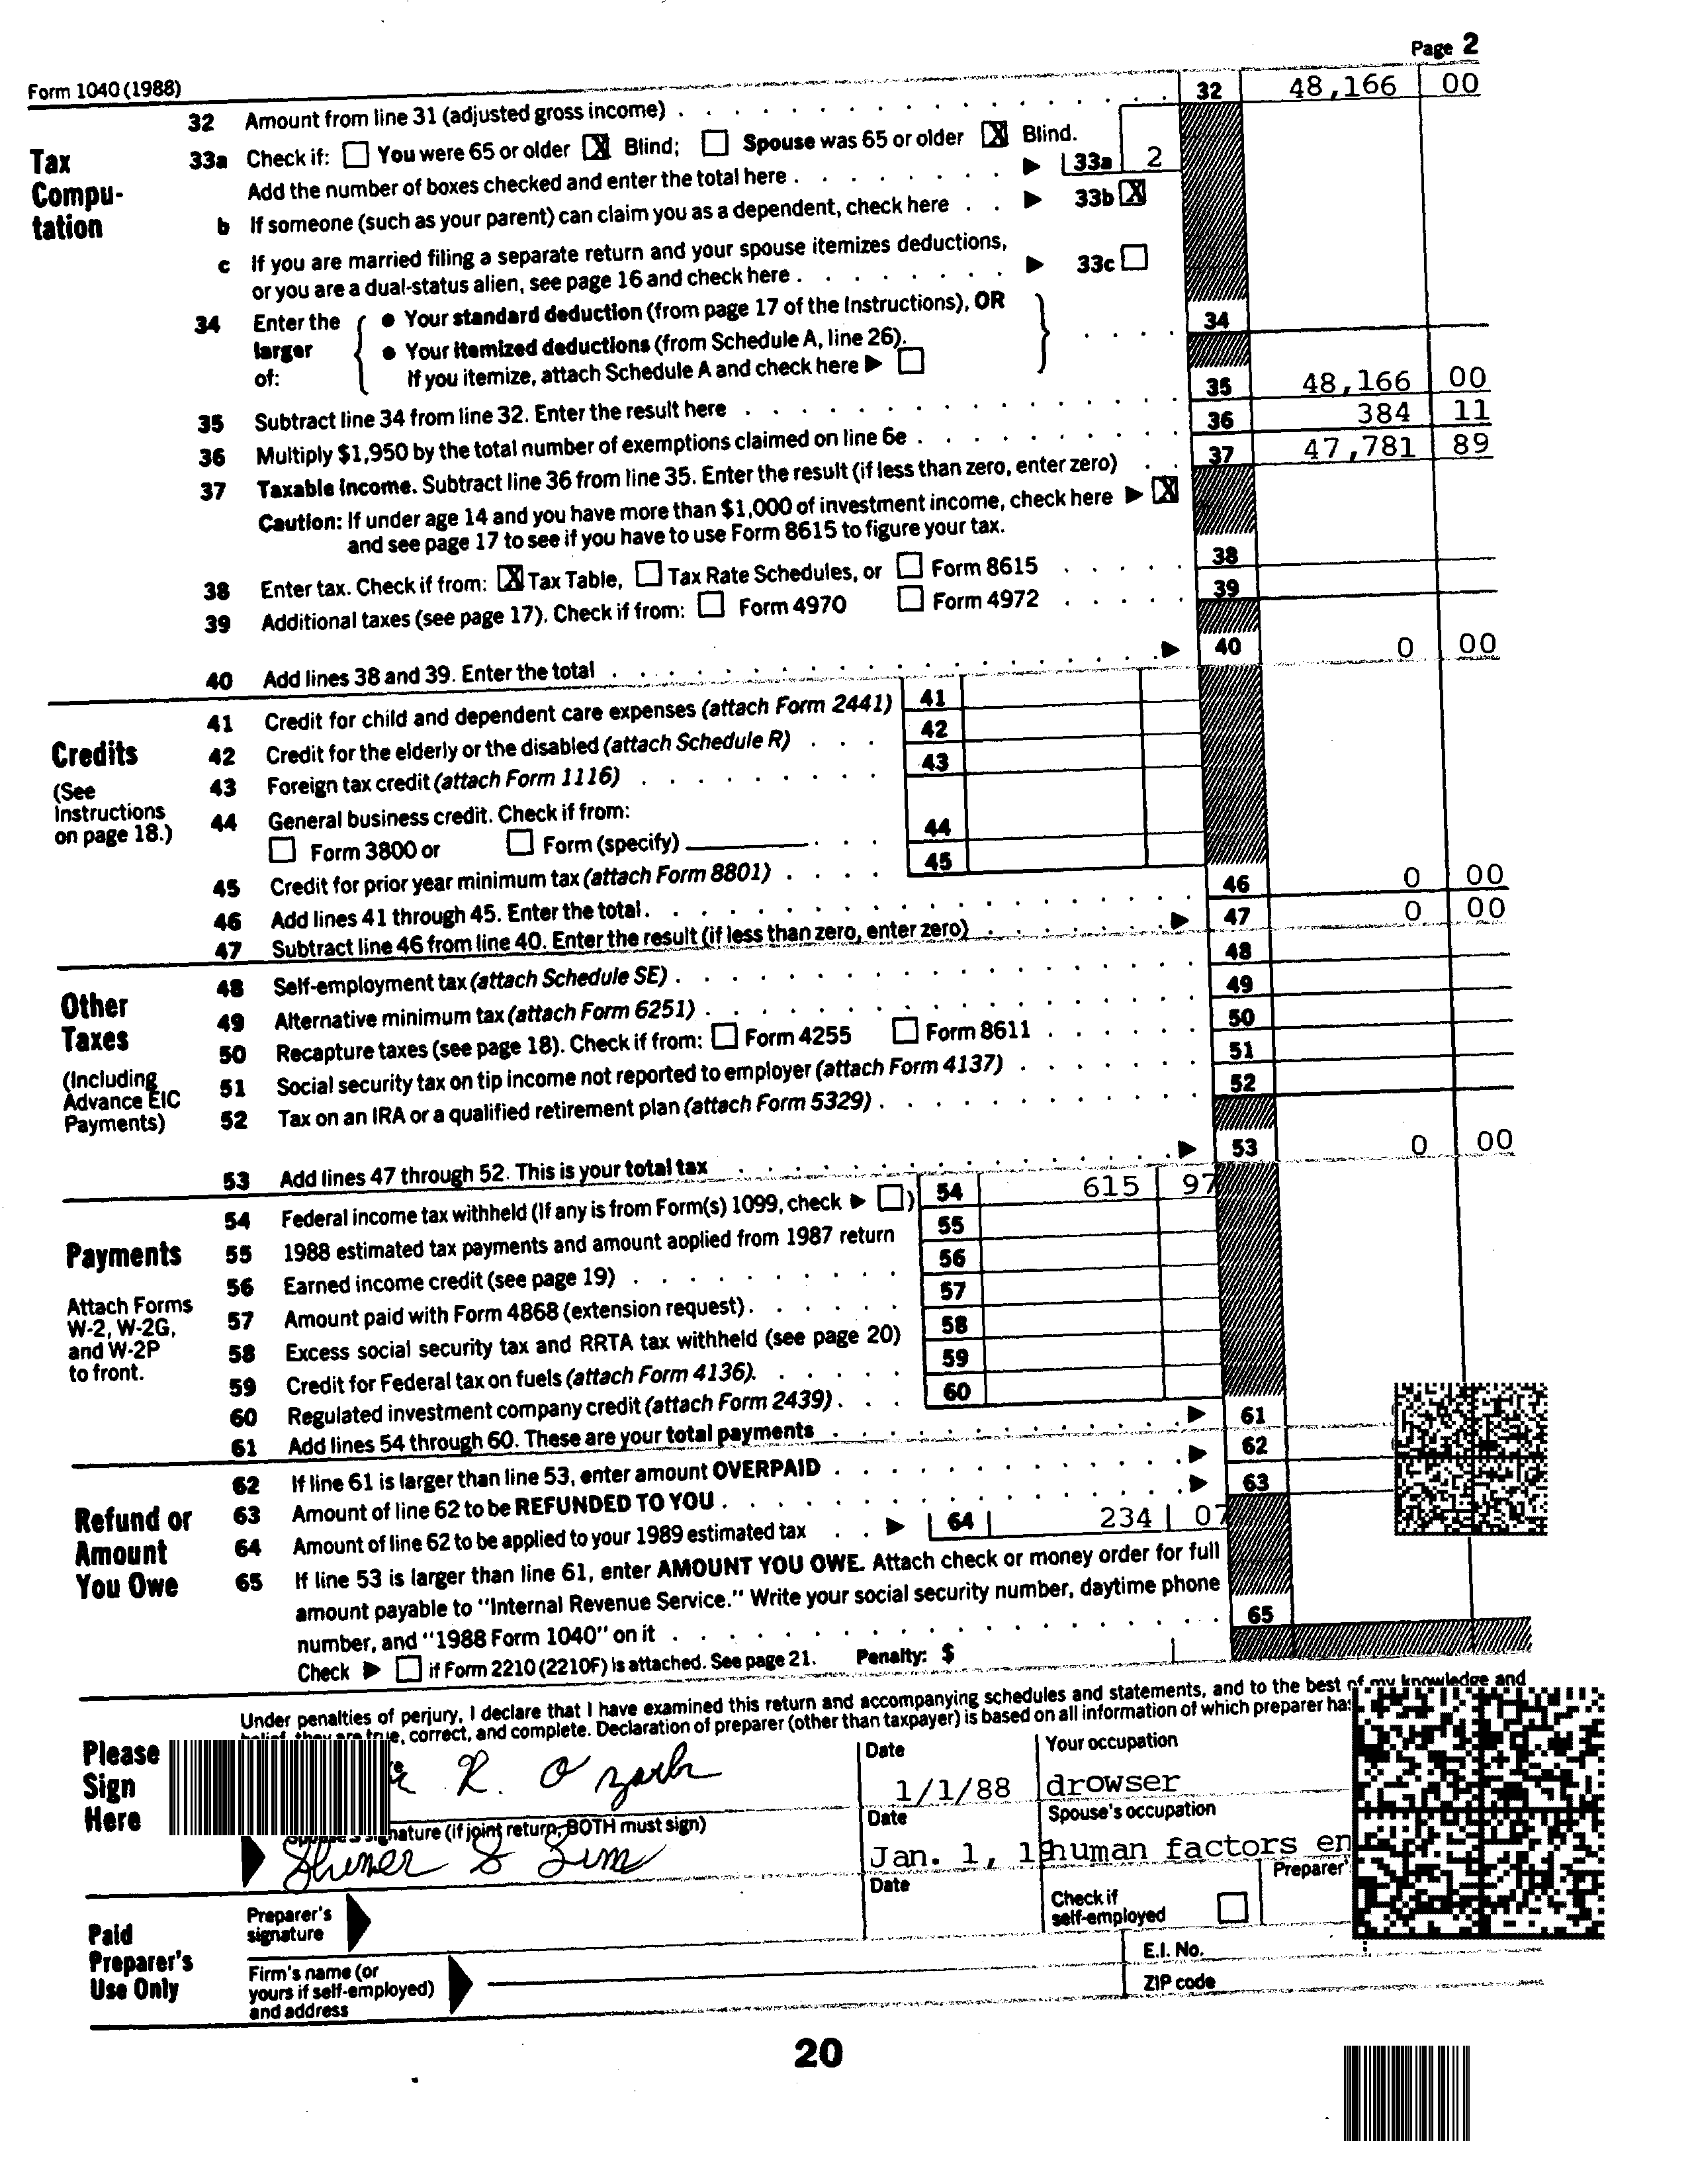 Page 2
Form 1040 (1988)
32 Amount from line 31 (adjusted gross income) . . . 32 48,166 00
Tax Compu- tation
33a Check if: You were 65 or older X Blind; Spouse was 65 or older X Blind.
Add the number of boxes checked and enter the total here . . . 33a 2
b If someone (such as your parent) can claim you as a dependent, check here . . 33b X
c If you are married filing a separate return and your spouse itemizes deductions,
or you are a dual-status alien, see page 16 and check here . . . 33c
34 Enter the larger of: { • Your standard deduction (from page 17 of the Instructions), OR
• Your itemized deductions (from Schedule A, line 26).
If you itemize, attach Schedule A and check here ▶ } . . . . 34
35 Subtract line 34 from line 32. Enter the result here . . . 35 48,166 00
36 Multiply $1,950 by the total number of exemptions claimed on line 6e . . . 36 384 11
37 Taxable income. Subtract line 36 from line 35. Enter the result (if less than zero, enter zero) . . 37 47,781 89
Caution: If under age 14 and you have more than $1,000 of investment income, check here ▶ X
and see page 17 to see if you have to use Form 8615 to figure your tax.
38 Enter tax. Check if from: X Tax Table, Tax Rate Schedules, or Form 8615 . . . 38
39 Additional taxes (see page 17). Check if from: Form 4970 Form 4972 . . . 39
40 Add lines 38 and 39. Enter the total . . . ▶ 40 0 00
Credits
(See Instructions on page 18.)
41 Credit for child and dependent care expenses (attach Form 2441) 41
42 Credit for the elderly or the disabled (attach Schedule R) . . . 42
43 Foreign tax credit (attach Form 1116) . . . 43
44 General business credit. Check if from:
Form 3800 or Form (specify) . . . 44
45 Credit for prior year minimum tax (attach Form 8801) . . . . 45
46 Add lines 41 through 45. Enter the total . . . 46 0 00
47 Subtract line 46 from line 40. Enter the result (if less than zero, enter zero) . . . ▶ 47 0 00
Other Taxes
(Including Advance EIC Payments)
48 Self-employment tax (attach Schedule SE) . . . 48
49 Alternative minimum tax (attach Form 6251) . . . 49
50 Recapture taxes (see page 18). Check if from: Form 4255 Form 8611 . . . 50
51 Social security tax on tip income not reported to employer (attach Form 4137) . . . 51
52 Tax on an IRA or a qualified retirement plan (attach Form 5329) . . . 52
53 Add lines 47 through 52. This is your total tax . . . ▶ 53 0 00
Payments
Attach Forms W-2, W-2G, and W-2P to front.
54 Federal income tax withheld (If any is from Form(s) 1099, check ▶ ) 54 615 97
55 1988 estimated tax payments and amount applied from 1987 return 55
56 Earned income credit (see page 19) . . . 56
57 Amount paid with Form 4868 (extension request) . . . 57
58 Excess social security tax and RRTA tax withheld (see page 20) 58
59 Credit for Federal tax on fuels (attach Form 4136). . . . 59
60 Regulated investment company credit (attach Form 2439) . . . 60
61 Add lines 54 through 60. These are your total payments . . . ▶ 61
Refund or Amount You Owe
62 If line 61 is larger than line 53, enter amount OVERPAID . . . ▶ 62
63 Amount of line 62 to be REFUNDED TO YOU . . . ▶ 63
64 Amount of line 62 to be applied to your 1989 estimated tax . . ▶ 64 234 07
65 If line 53 is larger than line 61, enter AMOUNT YOU OWE. Attach check or money order for full
amount payable to "Internal Revenue Service." Write your social security number, daytime phone
number, and "1988 Form 1040" on it . . . 65
Check ▶ if Form 2210 (2210F) is attached. See page 21. Penalty: $
Under penalties of perjury, I declare that I have examined this return and accompanying schedules and statements, and to the best of my knowledge and
belief, they are true, correct, and complete. Declaration of preparer (other than taxpayer) is based on all information of which preparer has
Please Sign Here
R. Ozark
Date
1/1/88
Your occupation
drowser
Spouse's signature (if joint return, BOTH must sign)
Date
Jan. 1, 19
Spouse's occupation
human factors en
Paid Preparer's Use Only
Preparer's signature
Date
Check if self-employed
Preparer'
Firm's name (or yours if self-employed) and address
E.I. No.
ZIP code
20